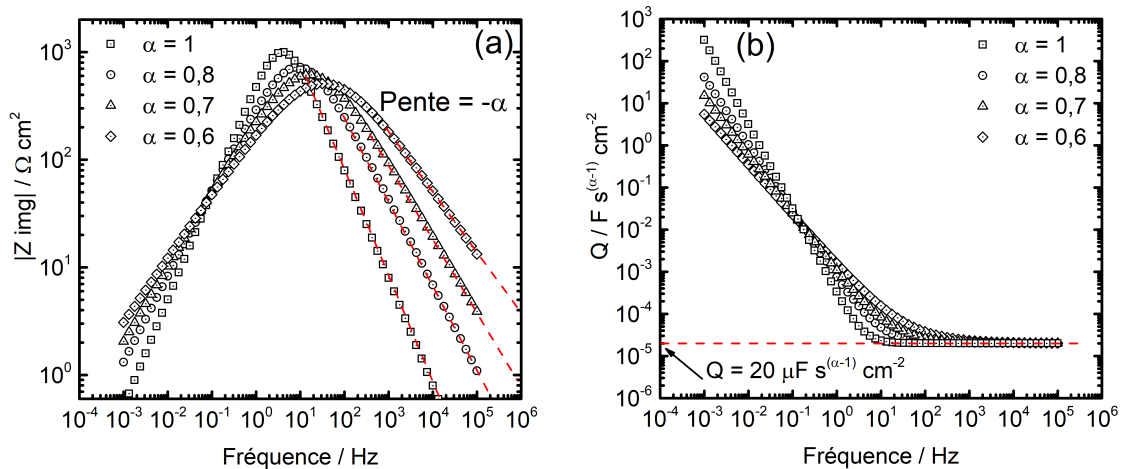 (a)
α = 1
α = 0,8
α = 0,7
α = 0,6
Pente = -α
|Z img| / Ω cm²
10³
10²
10¹
10⁰
10⁻⁴ 10⁻³ 10⁻² 10⁻¹ 10⁰ 10¹ 10² 10³ 10⁴ 10⁵ 10⁶
Fréquence / Hz
(b)
α = 1
α = 0,8
α = 0,7
α = 0,6
Q / F s^(α-1) cm⁻²
10³
10²
10¹
10⁰
10⁻¹
10⁻²
10⁻³
10⁻⁴
10⁻⁵
10⁻⁶
Q = 20 μF s^(α-1) cm⁻²
10⁻⁴ 10⁻³ 10⁻² 10⁻¹ 10⁰ 10¹ 10² 10³ 10⁴ 10⁵ 10⁶
Fréquence / Hz